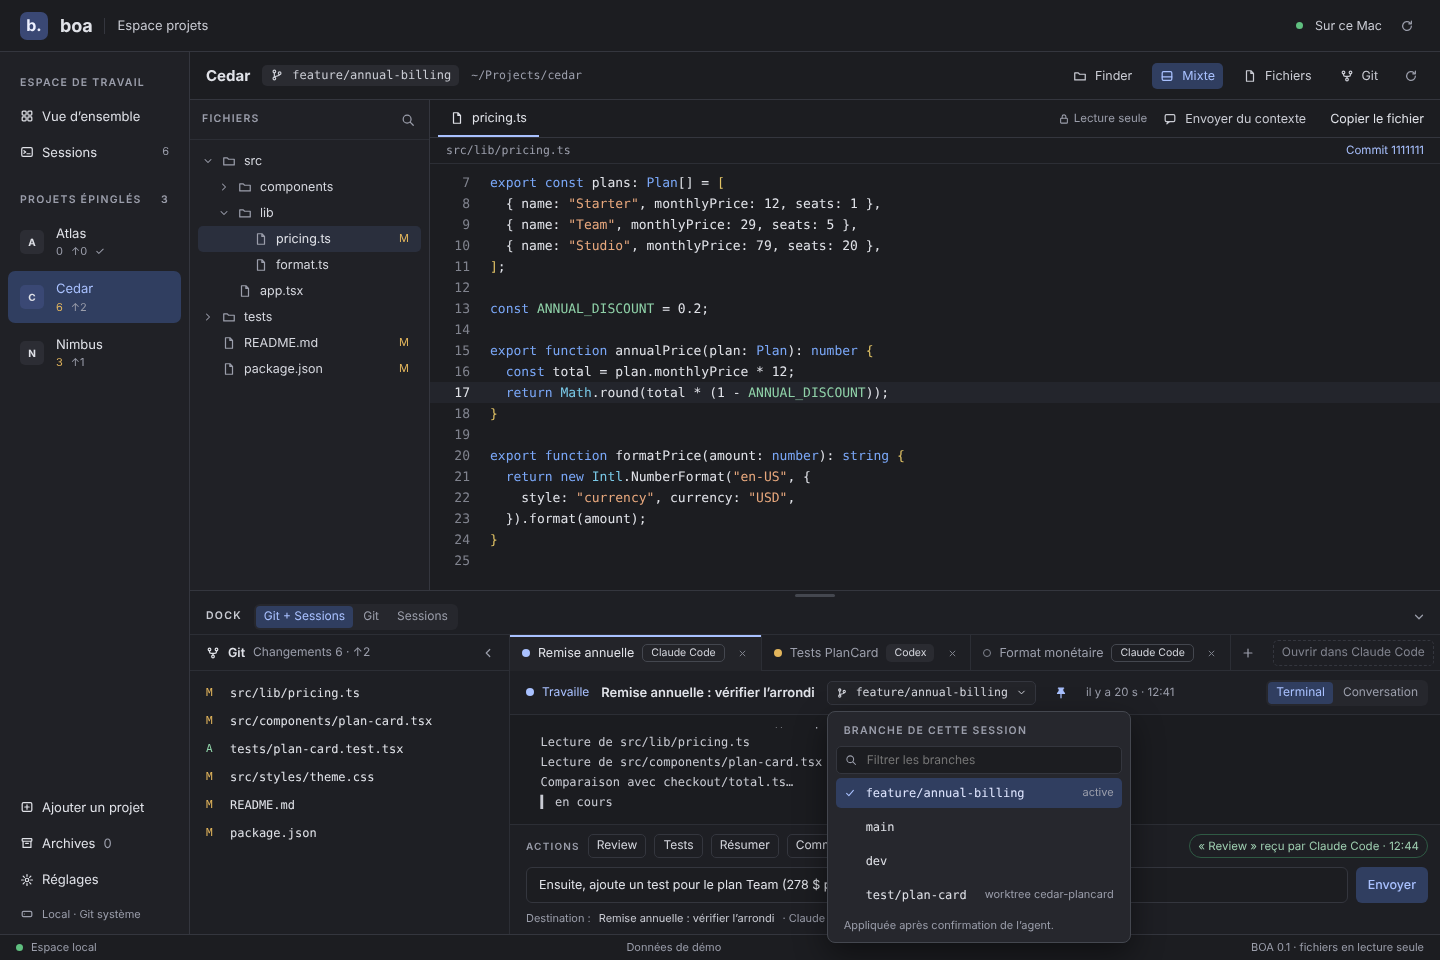 b. boa Espace projets
Sur ce Mac
ESPACE DE TRAVAIL
Vue d'ensemble
Sessions 6
PROJETS ÉPINGLÉS 3
A Atlas
0 ↑0 ✓
C Cedar
6 ↑2
N Nimbus
3 ↑1
Ajouter un projet
Archives 0
Réglages
Local · Git système
Cedar feature/annual-billing ~/Projects/cedar
Finder Mixte Fichiers Git
FICHIERS
src
components
lib
pricing.ts M
format.ts
app.tsx
tests
README.md M
package.json M
pricing.ts
Lecture seule Envoyer du contexte Copier le fichier
src/lib/pricing.ts Commit 1111111
7 export const plans: Plan[] = [
8 { name: "Starter", monthlyPrice: 12, seats: 1 },
9 { name: "Team", monthlyPrice: 29, seats: 5 },
10 { name: "Studio", monthlyPrice: 79, seats: 20 },
11 ];
12
13 const ANNUAL_DISCOUNT = 0.2;
14
15 export function annualPrice(plan: Plan): number {
16 const total = plan.monthlyPrice * 12;
17 return Math.round(total * (1 - ANNUAL_DISCOUNT));
18 }
19
20 export function formatPrice(amount: number): string {
21 return new Intl.NumberFormat("en-US", {
22 style: "currency", currency: "USD",
23 }).format(amount);
24 }
25
DOCK Git + Sessions Git Sessions
Git Changements 6 · ↑2
M src/lib/pricing.ts
M src/components/plan-card.tsx
A tests/plan-card.test.tsx
M src/styles/theme.css
M README.md
M package.json
Remise annuelle Claude Code ×
Tests PlanCard Codex ×
Format monétaire Claude Code ×
+ Ouvrir dans Claude Code
Travaille Remise annuelle : vérifier l'arrondi feature/annual-billing il y a 20 s · 12:41 Terminal Conversation
Lecture de src/lib/pricing.ts
Lecture de src/components/plan-card.tsx
Comparaison avec checkout/total.ts…
en cours
BRANCHE DE CETTE SESSION
Filtrer les branches
✓ feature/annual-billing active
main
dev
test/plan-card worktree cedar-plancard
Appliquée après confirmation de l'agent.
ACTIONS Review Tests Résumer Comm
« Review » reçu par Claude Code · 12:44
Ensuite, ajoute un test pour le plan Team (278 $ p
Envoyer
Destination : Remise annuelle : vérifier l'arrondi · Claude
Espace local
Données de démo
BOA 0.1 · fichiers en lecture seule